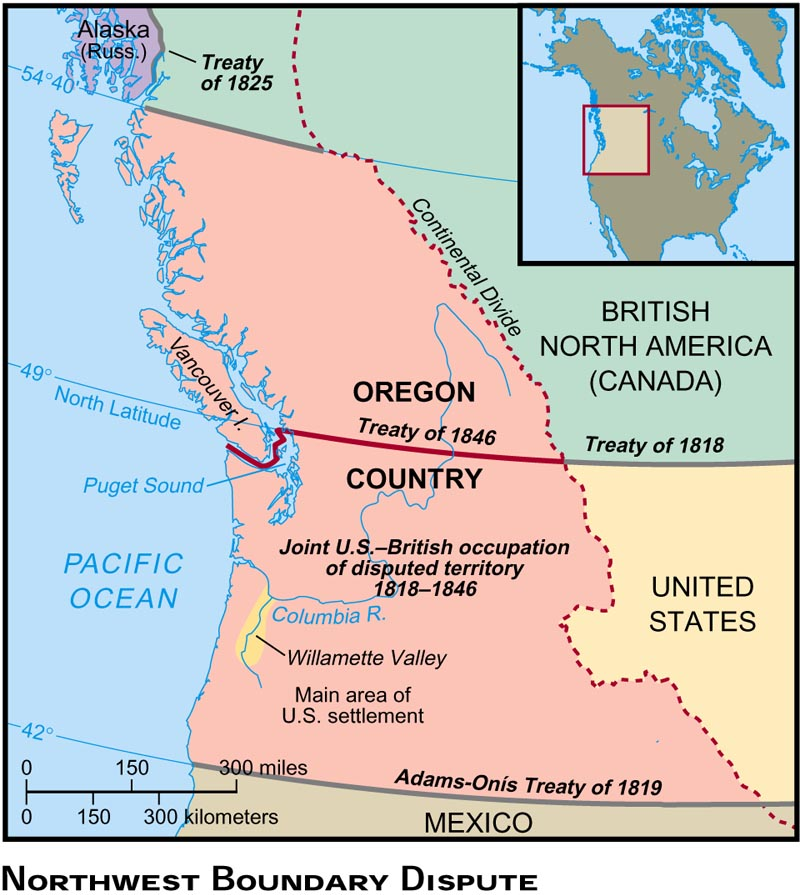 Alaska
(Russ.)
Treaty
of 1825
54°40'
Continental Divide
BRITISH
NORTH AMERICA
(CANADA)
Vancouver I.
49°
North Latitude
OREGON
Treaty of 1846
Treaty of 1818
COUNTRY
Puget Sound
Joint U.S.–British occupation
of disputed territory
1818–1846
PACIFIC
OCEAN
UNITED
STATES
Columbia R.
Willamette Valley
Main area of
U.S. settlement
42°
0 150 300 miles
Adams-Onís Treaty of 1819
0 150 300 kilometers
MEXICO
NORTHWEST BOUNDARY DISPUTE